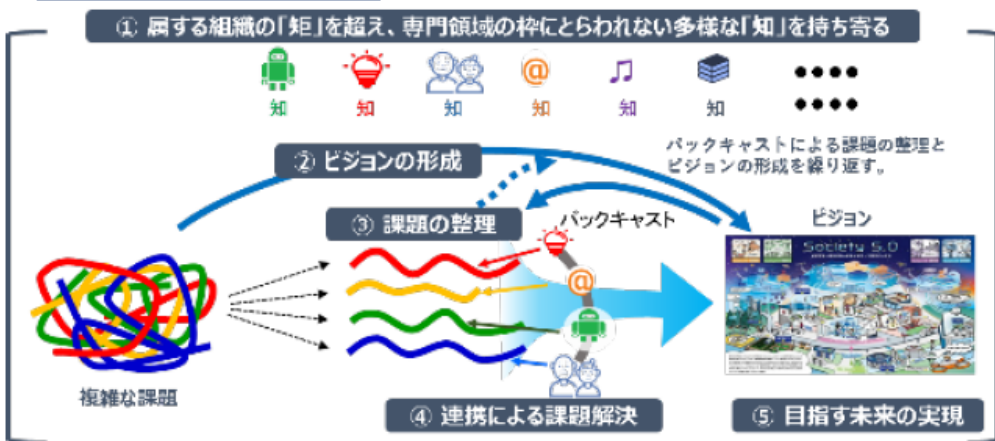 ① 属する組織の「矩」を超え、専門領域の枠にとらわれない多様な「知」を持ち寄る
知 知 知 知 知 知
② ビジョンの形成
バックキャストによる課題の整理と
ビジョンの形成を繰り返す。
③ 課題の整理
バックキャスト
ビジョン
Society 5.0
複雑な課題
④ 連携による課題解決
⑤ 目指す未来の実現